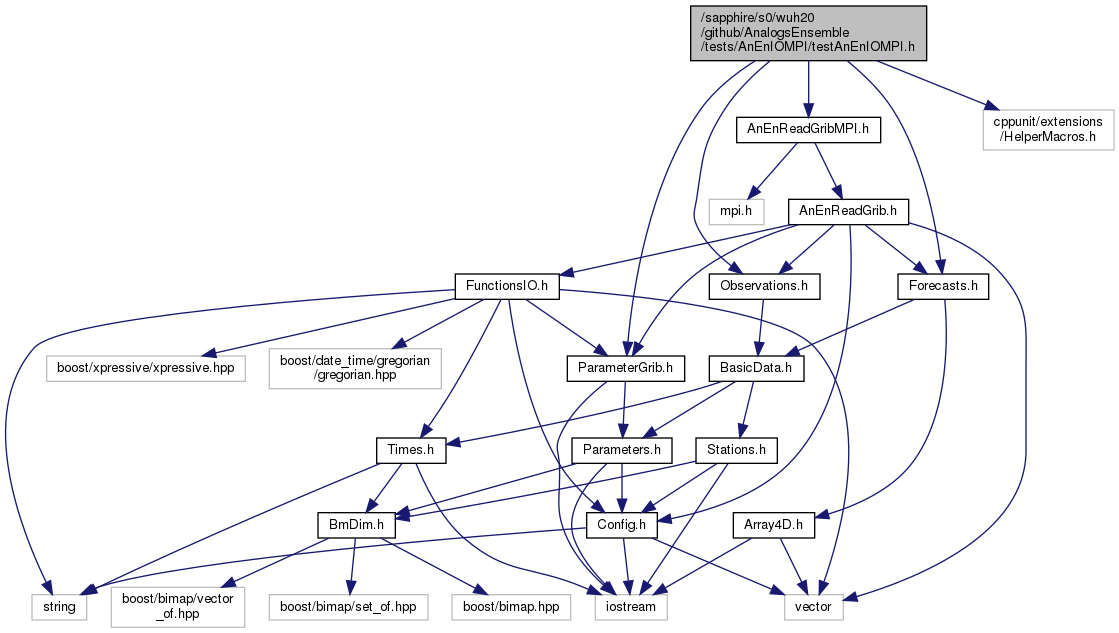 /sapphire/s0/wuh20
/github/AnalogsEnsemble
/tests/AnEnIOMPI/testAnEnIOMPI.h
AnEnReadGribMPI.h
cppunit/extensions
/HelperMacros.h
mpi.h
AnEnReadGrib.h
FunctionsIO.h
Observations.h
Forecasts.h
boost/xpressive/xpressive.hpp
boost/date_time/gregorian
/gregorian.hpp
ParameterGrib.h
BasicData.h
Times.h
Parameters.h
Stations.h
BmDim.h
Config.h
Array4D.h
string
boost/bimap/vector
_of.hpp
boost/bimap/set_of.hpp
boost/bimap.hpp
iostream
vector